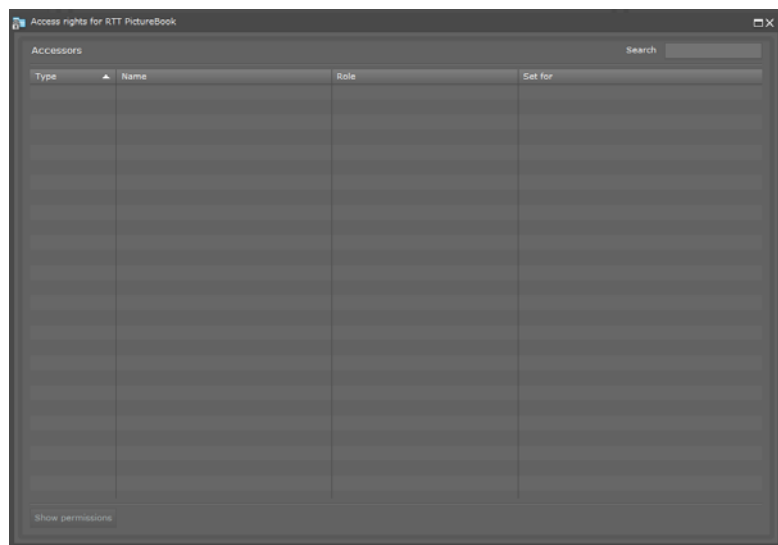 Access rights for RTT PictureBook
Accessors Search
Type Name Role Set for
Show permissions